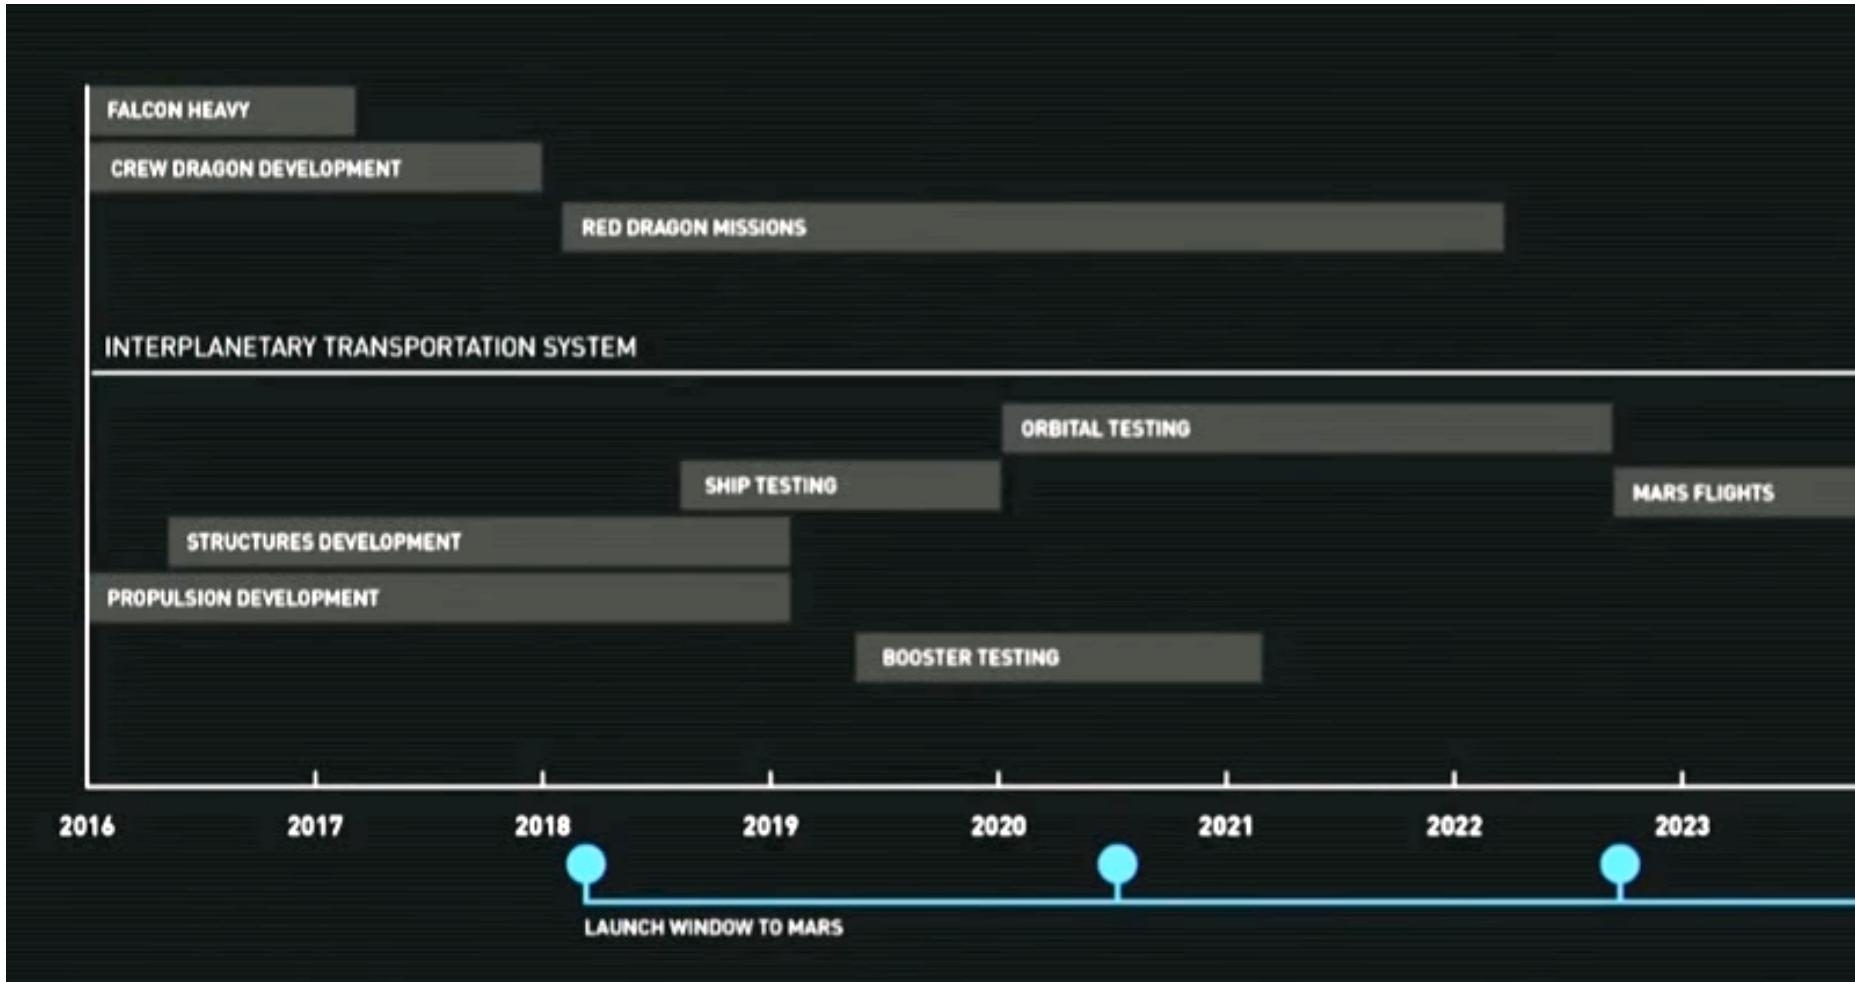 FALCON HEAVY
CREW DRAGON DEVELOPMENT
RED DRAGON MISSIONS
INTERPLANETARY TRANSPORTATION SYSTEM
ORBITAL TESTING
SHIP TESTING
MARS FLIGHTS
STRUCTURES DEVELOPMENT
PROPULSION DEVELOPMENT
BOOSTER TESTING
2016 2017 2018 2019 2020 2021 2022 2023
LAUNCH WINDOW TO MARS